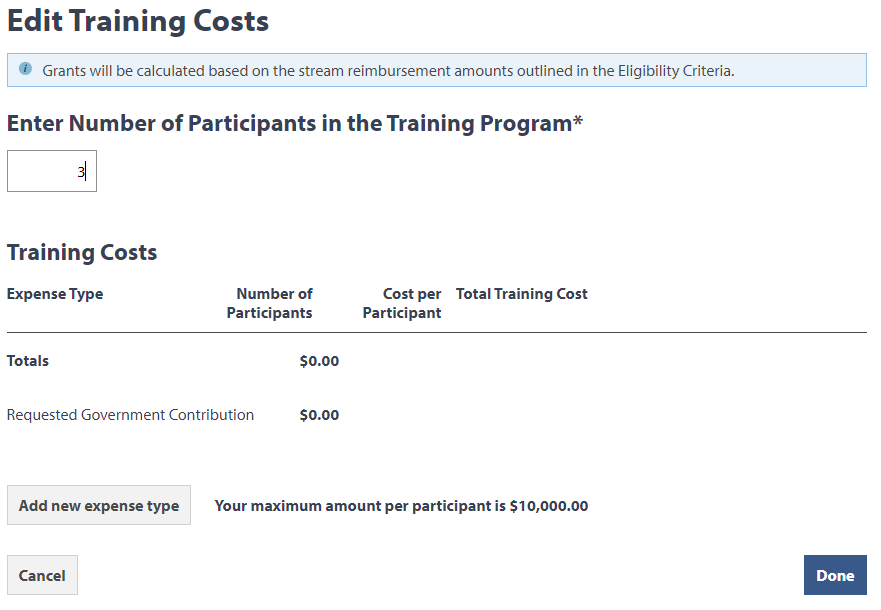 Edit Training Costs
Grants will be calculated based on the stream reimbursement amounts outlined in the Eligibility Criteria.
Enter Number of Participants in the Training Program*
3
Training Costs
Expense Type Number of Participants Cost per Participant Total Training Cost
Totals $0.00
Requested Government Contribution $0.00
Add new expense type Your maximum amount per participant is $10,000.00
Cancel Done